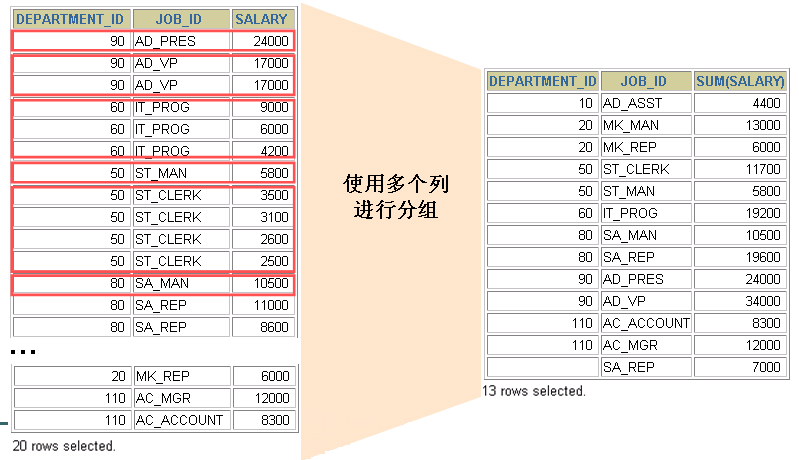 DEPARTMENT_ID JOB_ID SALARY
90 AD_PRES 24000
90 AD_VP 17000
90 AD_VP 17000
60 IT_PROG 9000
60 IT_PROG 6000
60 IT_PROG 4200
50 ST_MAN 5800
50 ST_CLERK 3500
50 ST_CLERK 3100
50 ST_CLERK 2600
50 ST_CLERK 2500
80 SA_MAN 10500
80 SA_REP 11000
80 SA_REP 8600
...
20 MK_REP 6000
110 AC_MGR 12000
110 AC_ACCOUNT 8300
20 rows selected.
使用多个列
进行分组
DEPARTMENT_ID JOB_ID SUM(SALARY)
10 AD_ASST 4400
20 MK_MAN 13000
20 MK_REP 6000
50 ST_CLERK 11700
50 ST_MAN 5800
60 IT_PROG 19200
80 SA_MAN 10500
80 SA_REP 19600
90 AD_PRES 24000
90 AD_VP 34000
110 AC_ACCOUNT 8300
110 AC_MGR 12000
SA_REP 7000
13 rows selected.